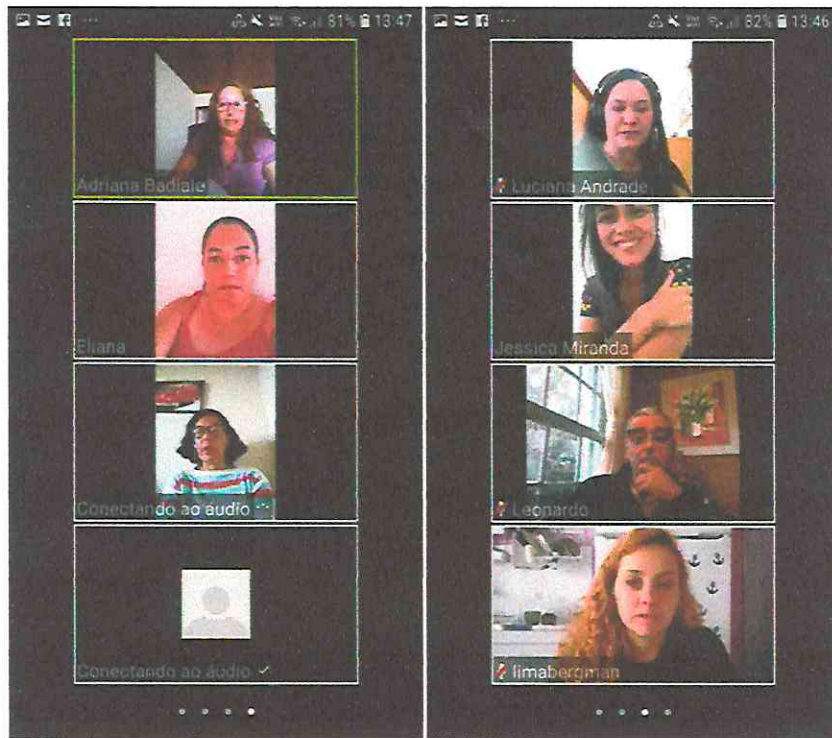 81% 13:47
Adriana Badiale
Eliana
Conectando ao áudio
Conectando ao áudio
82% 13:46
Luciana Andrade
Jessica Miranda
Leonardo
limabergman